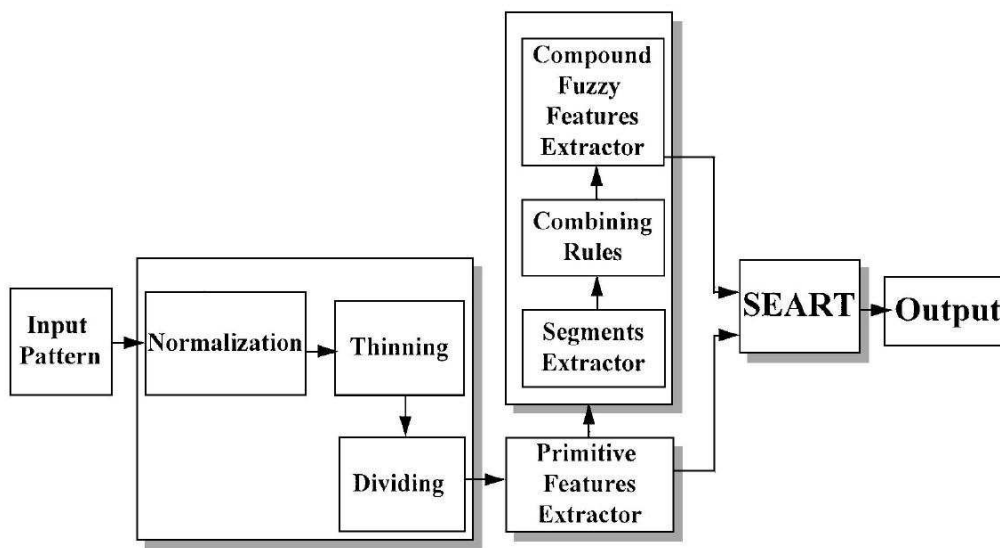 Input
Pattern
Normalization
Thinning
Dividing
Primitive
Features
Extractor
Segments
Extractor
Combining
Rules
Compound
Fuzzy
Features
Extractor
SEART
Output